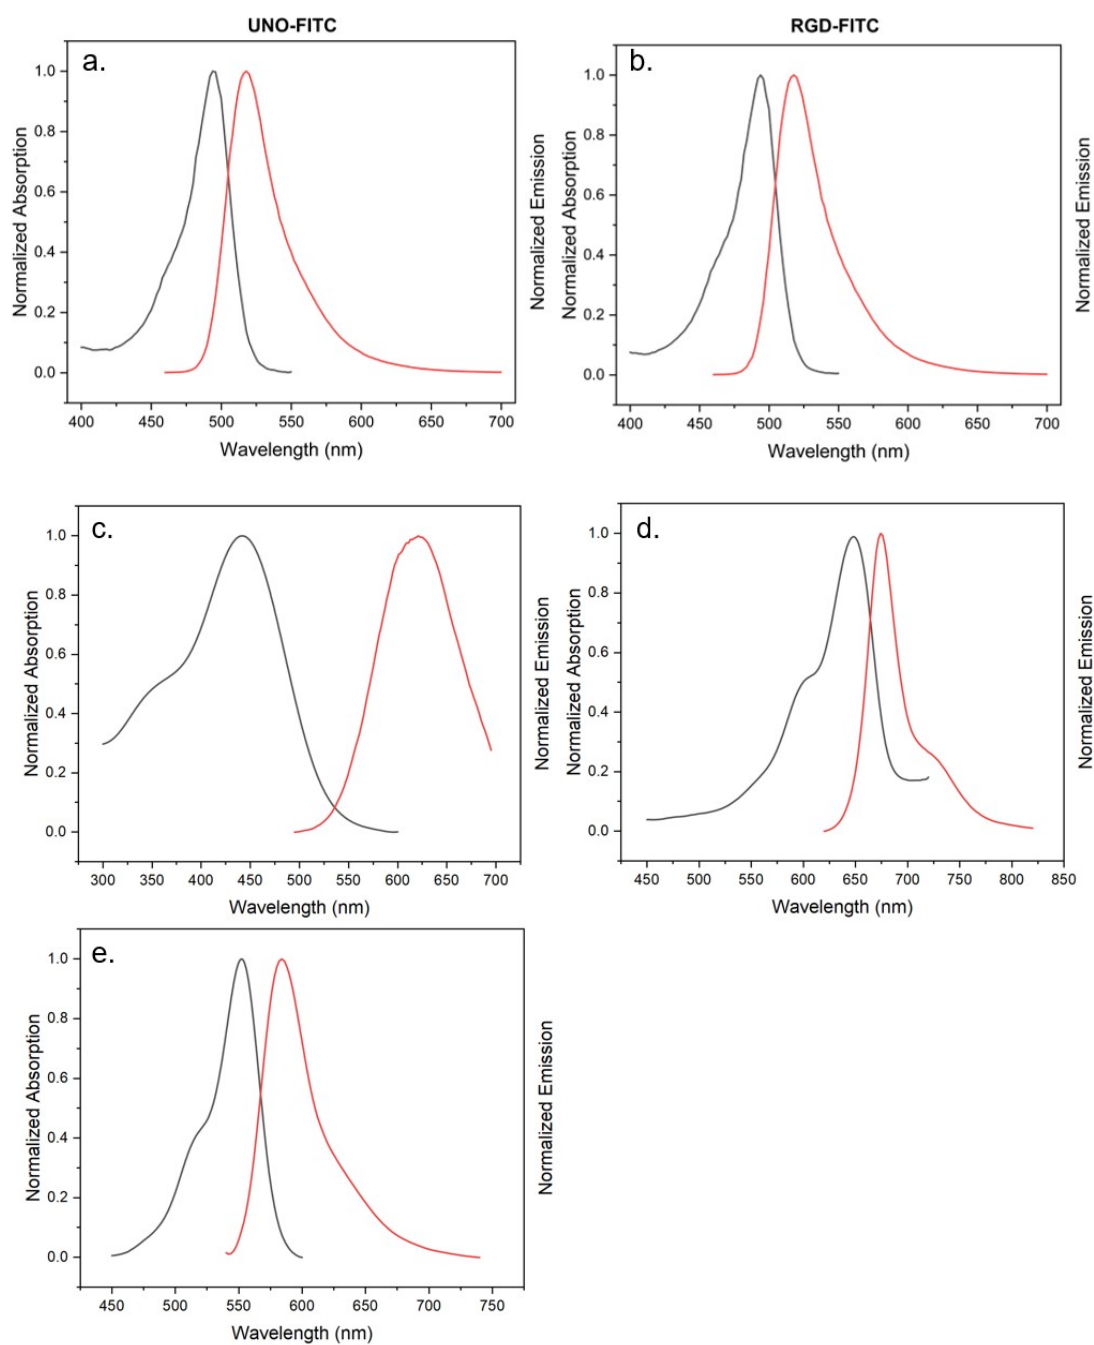 UNO-FITC
RGD-FITC
a.
1.0
0.8
0.6
0.4
0.2
0.0
Normalized Absorption
Normalized Emission
400 450 500 550 600 650 700
Wavelength (nm)
b.
1.0
0.8
0.6
0.4
0.2
0.0
Normalized Absorption
Normalized Emission
400 450 500 550 600 650 700
Wavelength (nm)
c.
1.0
0.8
0.6
0.4
0.2
0.0
Normalized Absorption
Normalized Emission
300 350 400 450 500 550 600 650 700
Wavelength (nm)
d.
1.0
0.8
0.6
0.4
0.2
0.0
Normalized Absorption
Normalized Emission
450 500 550 600 650 700 750 800 850
Wavelength (nm)
e.
1.0
0.8
0.6
0.4
0.2
0.0
Normalized Absorption
Normalized Emission
450 500 550 600 650 700 750
Wavelength (nm)